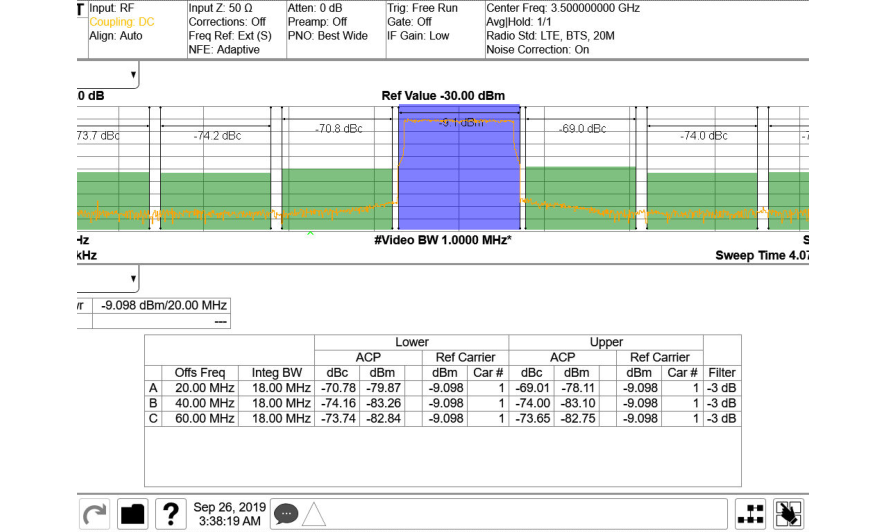 Input: RF Input Z: 50 Ω Atten: 0 dB Trig: Free Run Center Freq: 3.500000000 GHz
Coupling: DC Corrections: Off Preamp: Off Gate: Off Avg|Hold: 1/1
Align: Auto Freq Ref: Ext (S) PNO: Best Wide IF Gain: Low Radio Std: LTE, BTS, 20M
NFE: Adaptive Noise Correction: On
.0 dB Ref Value -30.00 dBm
73.7 dBc -74.2 dBc -70.8 dBc -9.1 dBm -69.0 dBc -74.0 dBc
Hz #Video BW 1.0000 MHz*
kHz Sweep Time 4.07
-9.098 dBm/20.00 MHz
---
Lower Upper
ACP Ref Carrier ACP Ref Carrier
Offs Freq Integ BW dBc dBm dBm Car # dBc dBm dBm Car # Filter
A 20.00 MHz 18.00 MHz -70.78 -79.87 -9.098 1 -69.01 -78.11 -9.098 1 -3 dB
B 40.00 MHz 18.00 MHz -74.16 -83.26 -9.098 1 -74.00 -83.10 -9.098 1 -3 dB
C 60.00 MHz 18.00 MHz -73.74 -82.84 -9.098 1 -73.65 -82.75 -9.098 1 -3 dB
?
Sep 26, 2019
3:38:19 AM